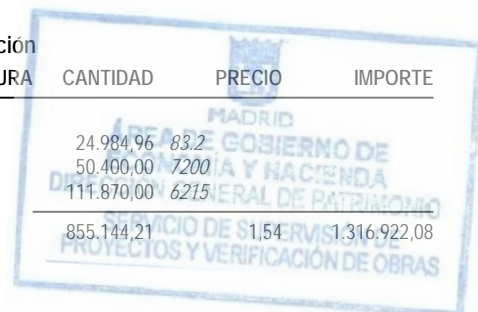 ción
URA CANTIDAD PRECIO IMPORTE
MADRID
24.984,96 83.2
ÁREA DE GOBIERNO DE
50.400,00 7200
ECONOMÍA Y HACIENDA
111.870,00 6215
DIRECCIÓN GENERAL DE PATRIMONIO
855.144,21 1,54 1.316.922,08
SERVICIO DE SUPERVISIÓN DE
PROYECTOS Y VERIFICACIÓN DE OBRAS